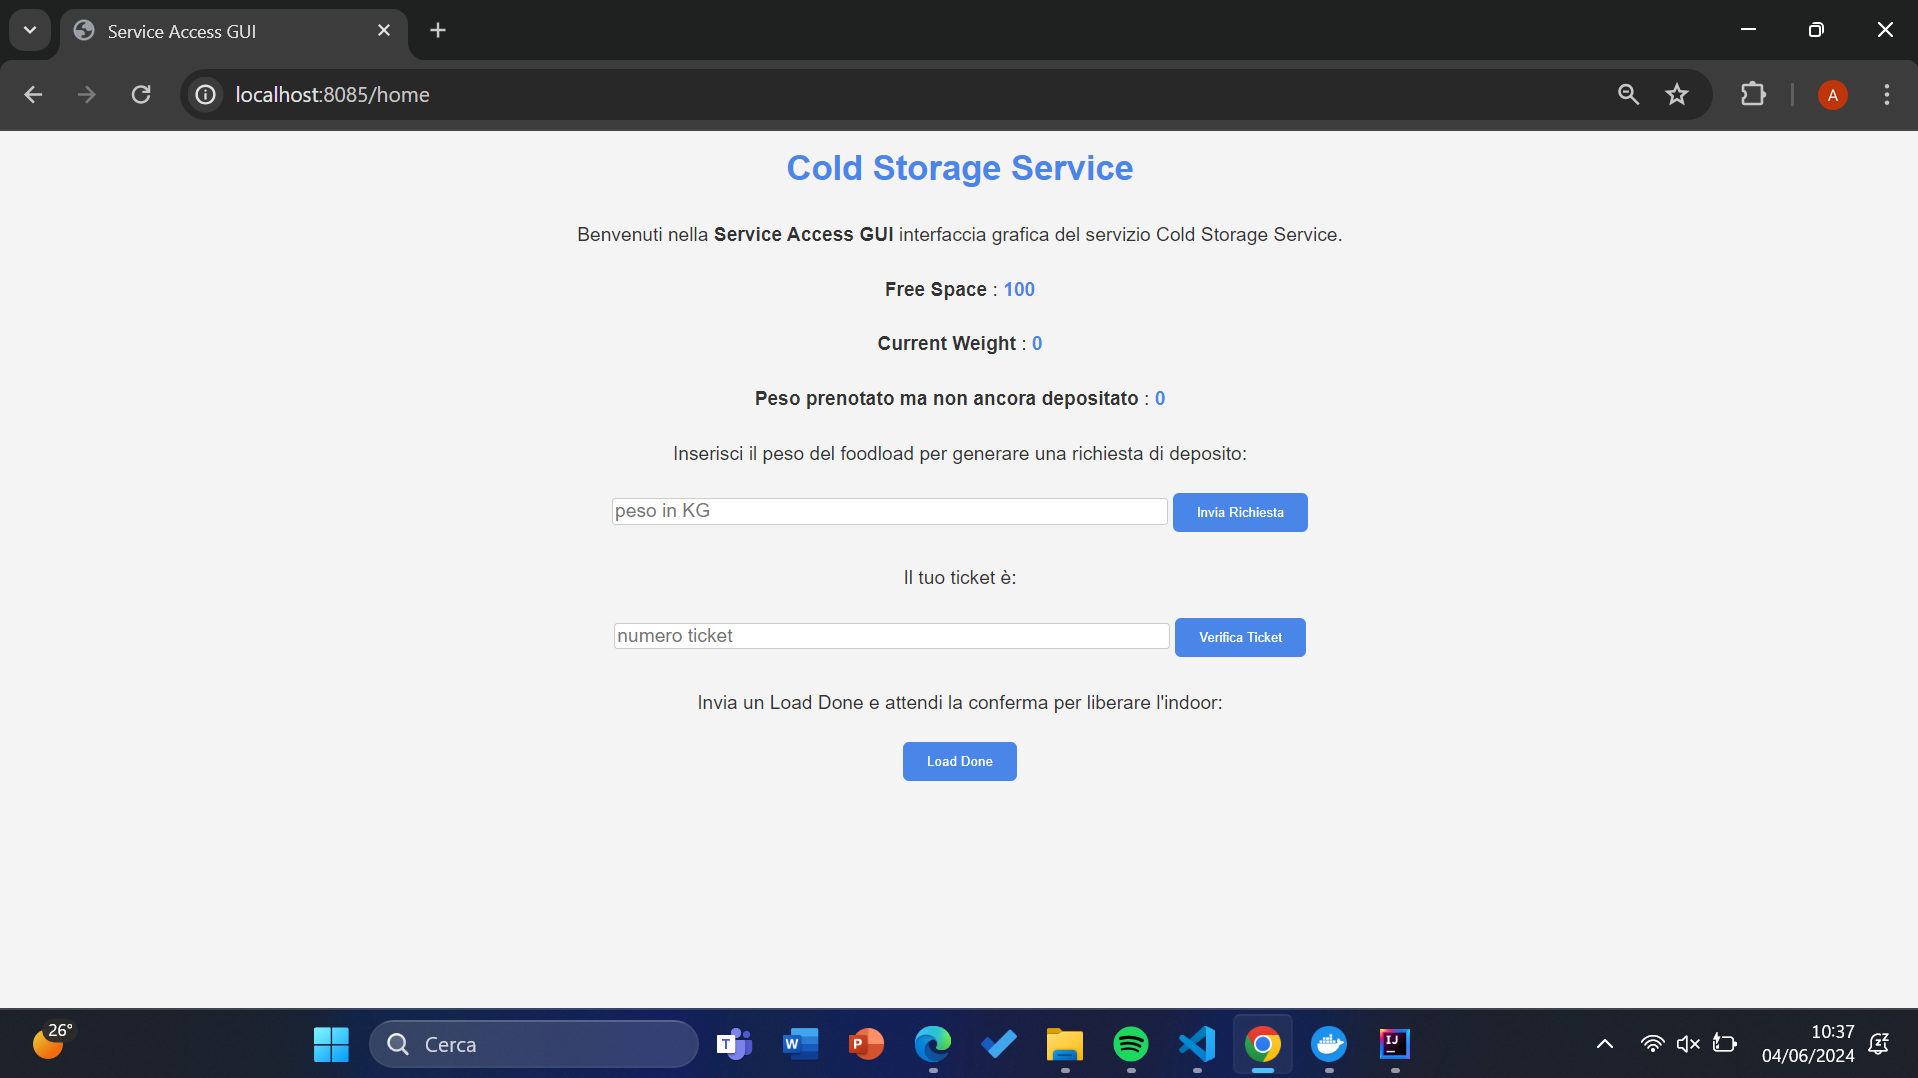 Service Access GUI
localhost:8085/home
A
Cold Storage Service
Benvenuti nella Service Access GUI interfaccia grafica del servizio Cold Storage Service.
Free Space : 100
Current Weight : 0
Peso prenotato ma non ancora depositato : 0
Inserisci il peso del foodload per generare una richiesta di deposito:
peso in KG Invia Richiesta
Il tuo ticket è:
numero ticket Verifica Ticket
Invia un Load Done e attendi la conferma per liberare l'indoor:
Load Done
26°
Cerca
T
W
P
IJ
10:37
04/06/2024